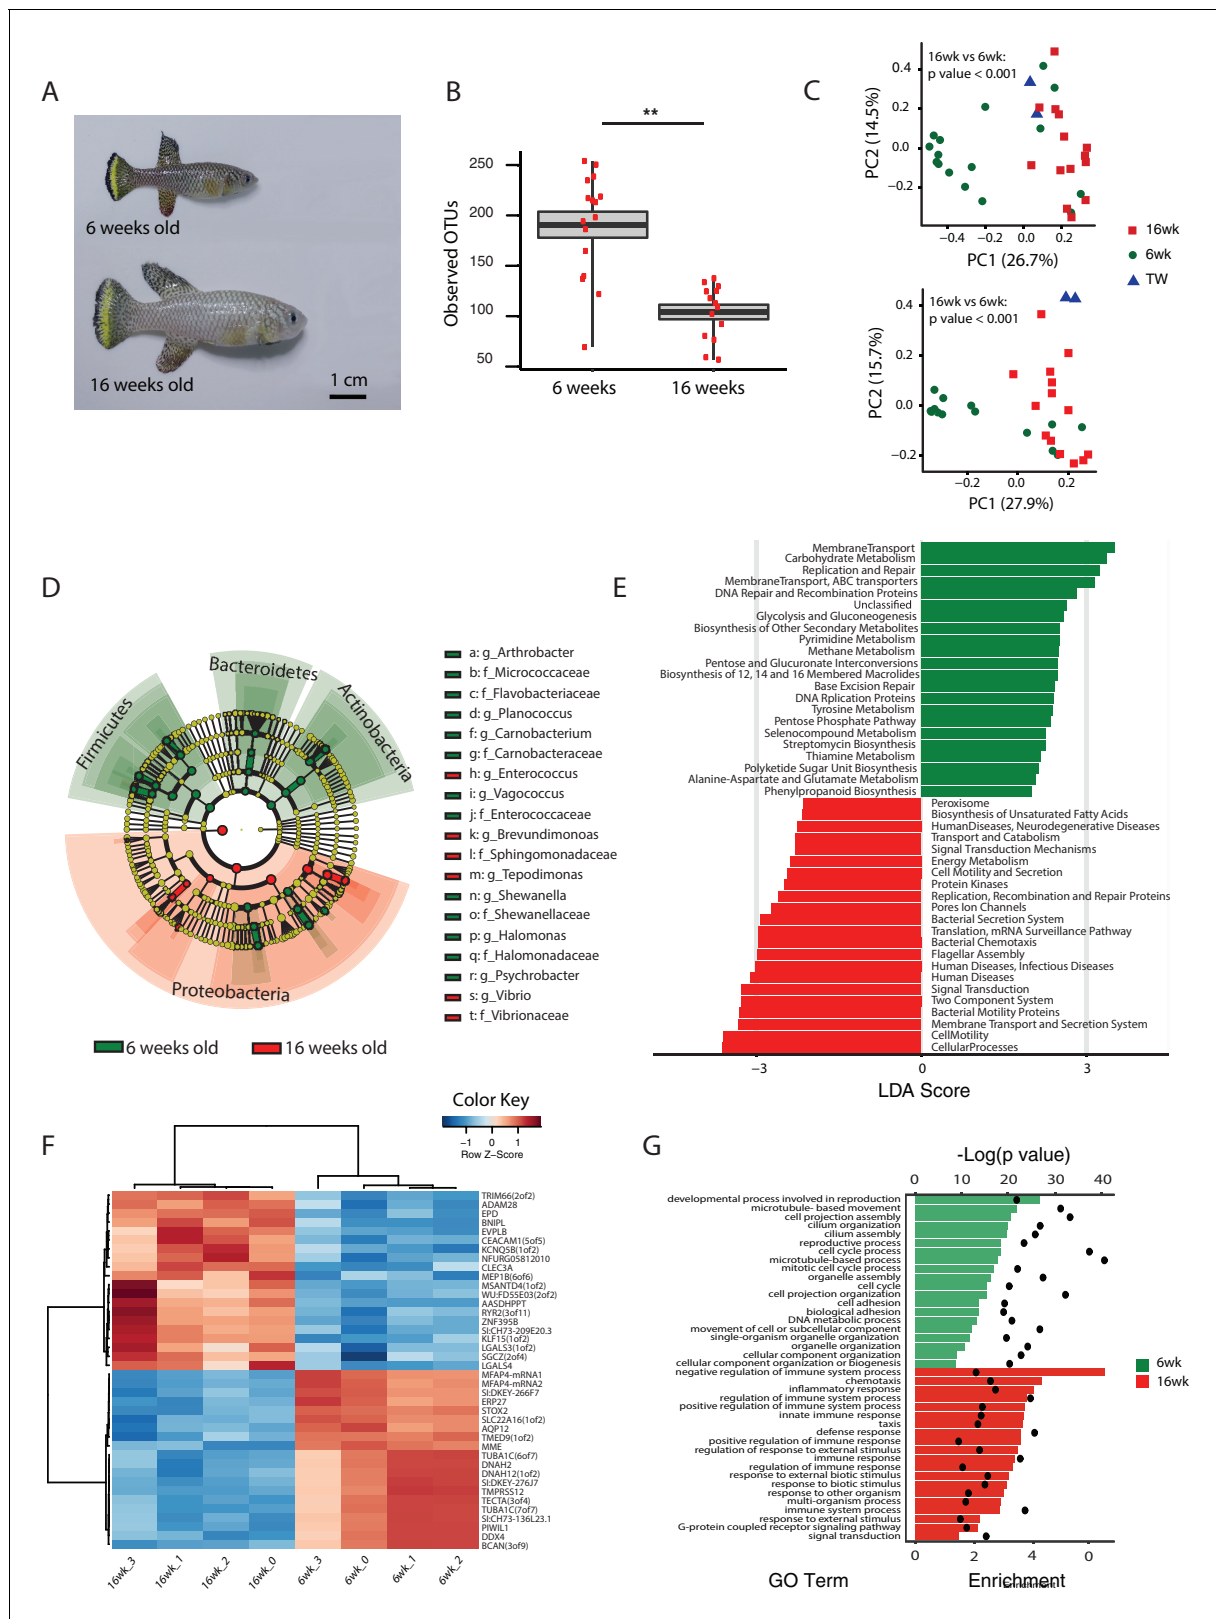 A
6 weeks old
16 weeks old
1 cm
B
**
Observed OTUs
250
200
150
100
50
6 weeks
16 weeks
C
16wk vs 6wk:
p value < 0.001
PC2 (14.5%)
0.4
0.2
0.0
−0.2
−0.4
−0.2
0.0
0.2
PC1 (26.7%)
16wk
6wk
TW
16wk vs 6wk:
p value < 0.001
PC2 (15.7%)
0.4
0.2
0.0
−0.2
−0.2
0.0
0.2
PC1 (27.9%)
D
Firmicutes
Bacteroidetes
Actinobacteria
Proteobacteria
6 weeks old
16 weeks old
a: g_Arthrobacter
b: f_Micrococcaceae
c: f_Flavobacteriaceae
d: g_Planococcus
f: g_Carnobacterium
g: f_Carnobacteraceae
h: g_Enterococcus
i: g_Vagococcus
j: f_Enterococcaceae
k: g_Brevundimonoas
l: f_Sphingomonadaceae
m: g_Tepodimonas
n: g_Shewanella
o: f_Shewanellaceae
p: g_Halomonas
q: f_Halomonadaceae
r: g_Psychrobacter
s: g_Vibrio
t: f_Vibrionaceae
E
MembraneTransport
Carbohydrate Metabolism
Replication and Repair
MembraneTransport, ABC transporters
DNA Repair and Recombination Proteins
Unclassified
Glycolysis and Gluconeogenesis
Biosynthesis of Other Secondary Metabolites
Pyrimidine Metabolism
Methane Metabolism
Pentose and Glucuronate Interconversions
Biosynthesis of 12, 14 and 16 Membered Macrolides
Base Excision Repair
DNA Rplication Proteins
Tyrosine Metabolism
Pentose Phosphate Pathway
Selenocompound Metabolism
Streptomycin Biosynthesis
Thiamine Metabolism
Polyketide Sugar Unit Biosynthesis
Alanine-Aspartate and Glutamate Metabolism
Phenylpropanoid Biosynthesis
Peroxisome
Biosynthesis of Unsaturated Fatty Acids
HumanDiseases, Neurodegenerative Diseases
Transport and Catabolism
Signal Transduction Mechanisms
Energy Metabolism
Cell Motility and Secretion
Protein Kinases
Replication, Recombination and Repair Proteins
Pores Ion Channels
Bacterial Secretion System
Translation, mRNA Surveillance Pathway
Bacterial Chemotaxis
Flagellar Assembly
Human Diseases, Infectious Diseases
Human Diseases,
Signal Transduction
Two Component System
Bacterial Motility Proteins
Membrane Transport and Secretion System
CellMotility
CellularProcesses
−3
0
3
LDA Score
F
Color Key
−1
0
1
Row Z-Score
TRIM66(2of2)
ADAM28
EPD
BNIPL
EVPLB
CEACAM1(5of5)
KCNQ5B(1of2)
NFURG05812010
CLEC3A
MEP1B(6of6)
MSANTD4(1of2)
WU:FD55E03(2of2)
AASDHPPT
RYR2(3of11)
ZNF395B
SI:CH73-209E20.3
KLF15(1of2)
LGALS3(1of2)
SGCZ(2of4)
LGALS4
MFAP4-mRNA1
MFAP4-mRNA2
SI:DKEY-266F7
ERP27
STOX2
SLC22A16(1of2)
AQP12
TMED9(1of2)
MME
TUBA1C(6of7)
DNAH2
DNAH12(1of2)
SI:DKEY-276J7
TMPRSS12
TECTA(3of4)
TUBA1C(7of7)
SI:CH73-136L23.1
PIWIL1
DDX4
BCAN(3of9)
16wk_3
16wk_1
16wk_2
16wk_0
6wk_3
6wk_0
6wk_1
6wk_2
G
-Log(p value)
0
10
20
30
40
developmental process involved in reproduction
microtubule- based movement
cell projection assembly
cilium organization
cilium assembly
reproductive process
cell cycle process
microtubule-based process
mitotic cell cycle process
organelle assembly
cell cycle
cell projection organization
cell adhesion
biological adhesion
DNA metabolic process
movement of cell or subcellular component
single-organism organelle organization
organelle organization
cellular component organization
cellular component organization or biogenesis
negative regulation of immune system process
chemotaxis
inflammatory response
regulation of immune system process
positive regulation of immune system process
innate immune response
taxis
defense response
positive regulation of immune response
regulation of response to external stimulus
immune response
regulation of immune response
response to external biotic stimulus
response to biotic stimulus
response to other organism
multi-organism process
immune system process
response to external stimulus
G-protein coupled receptor signaling pathway
signal transduction
6wk
16wk
0
2
4
0
GO Term
Enrichment
Enrichment